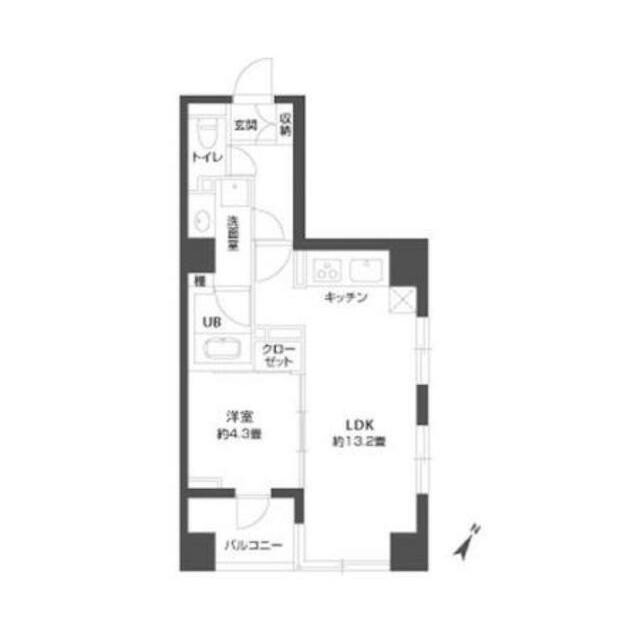 玄関
収納
トイレ
洗面室
棚
キッチン
UB
クロー
ゼット
洋室
約4.3畳
LDK
約13.2畳
バルコニー
N